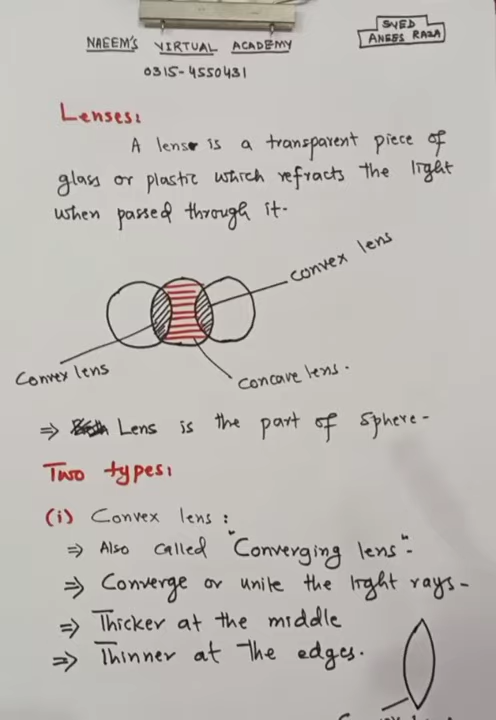 NAEEM'S VIRTUAL ACADEMY
0315-4550431
SYED
ANEES RAZA
Lenses:
A lens is a transparent piece of
glass or plastic which refracts the light
when passed through it.
convex lens
Convex lens
concave lens.
⇒ Lens is the part of sphere-
Two types:
(i) Convex lens:
⇒ Also called "Converging lens"-
⇒ Converge or unite the light rays-
⇒ Thicker at the middle
⇒ Thinner at the edges.